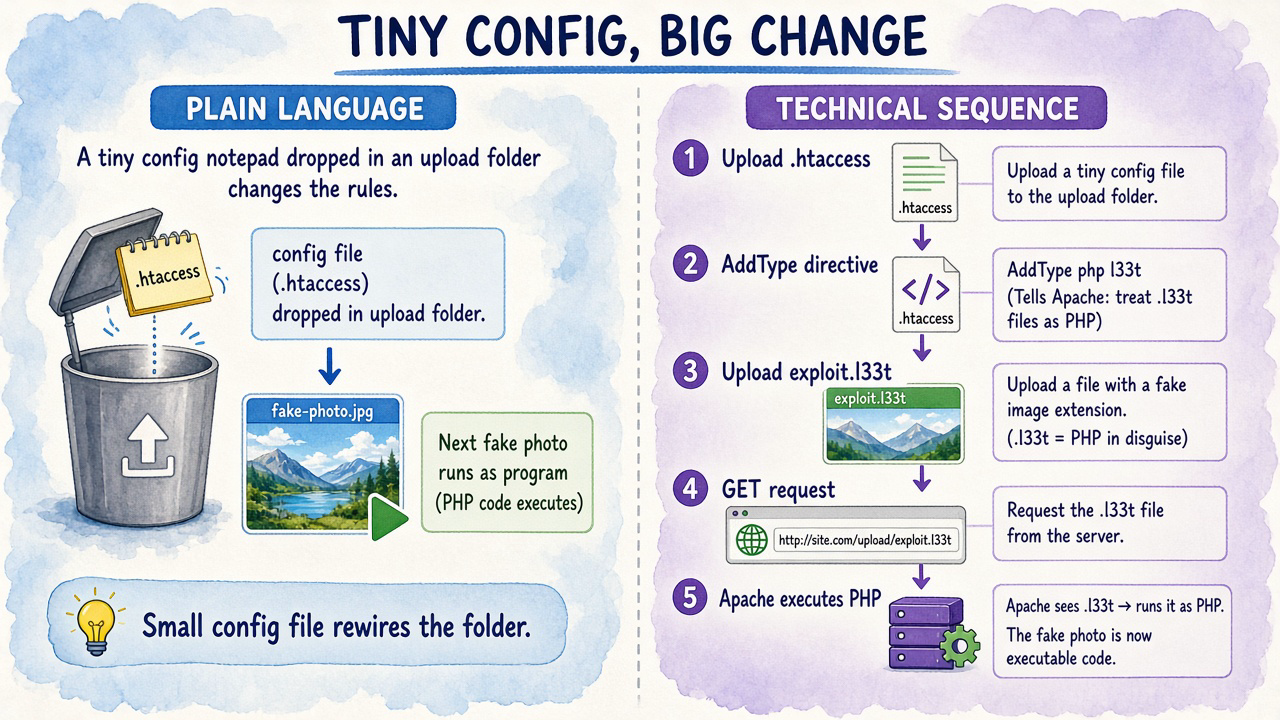 TINY CONFIG, BIG CHANGE
PLAIN LANGUAGE
A tiny config notepad dropped in an upload folder
changes the rules.
.htaccess
config file
(.htaccess)
dropped in upload folder.
fake-photo.jpg
Next fake photo
runs as program
(PHP code executes)
Small config file rewires the folder.
TECHNICAL SEQUENCE
1 Upload .htaccess
.htaccess
Upload a tiny config file
to the upload folder.
2 AddType directive
</>
.htaccess
AddType php l33t
(Tells Apache: treat .l33t
files as PHP)
3 Upload exploit.l33t
exploit.l33t
Upload a file with a fake
image extension.
(.l33t = PHP in disguise)
4 GET request
http://site.com/upload/exploit.l33t
Request the .l33t file
from the server.
5 Apache executes PHP
Apache sees .l33t → runs it as PHP.
The fake photo is now
executable code.